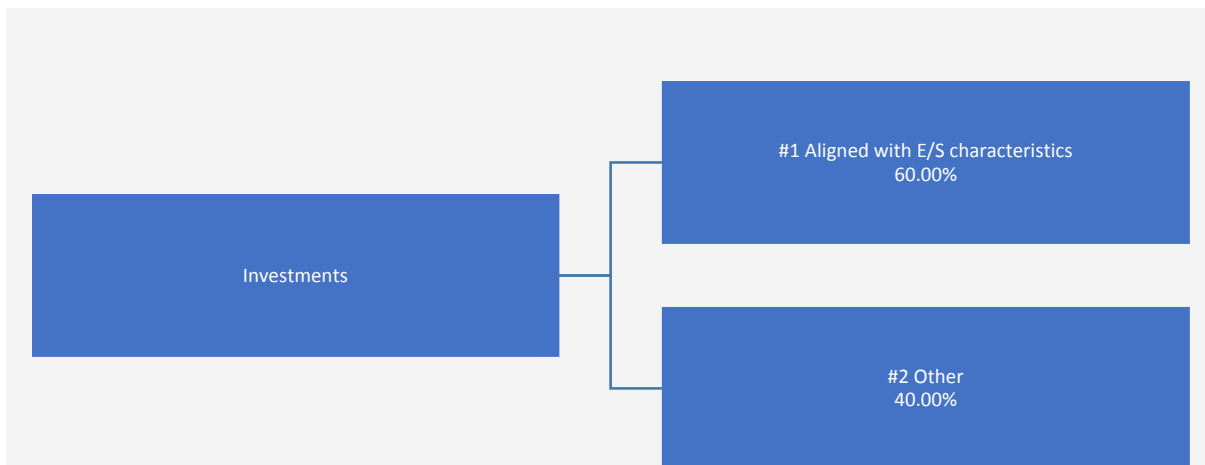 #1 Aligned with E/S characteristics
60.00%
Investments
#2 Other
40.00%